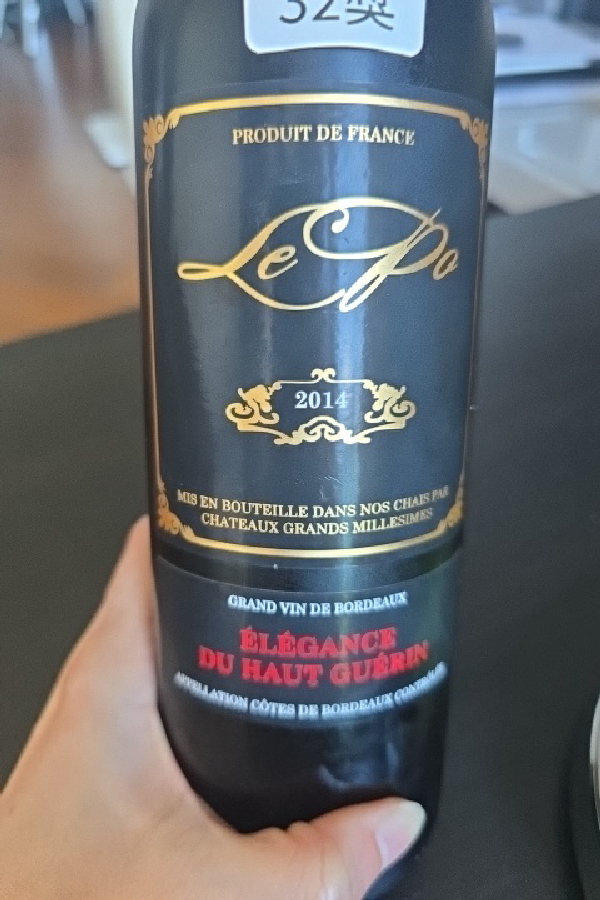 32獎
PRODUIT DE FRANCE
Le Po
2014
MIS EN BOUTEILLE DANS NOS CHAIS PAR
CHATEAUX GRANDS MILLESIMES
GRAND VIN DE BORDEAUX
ÉLÉGANCE
DU HAUT GUÉRIN
APPELLATION CÔTES DE BORDEAUX CONTRÔLÉE